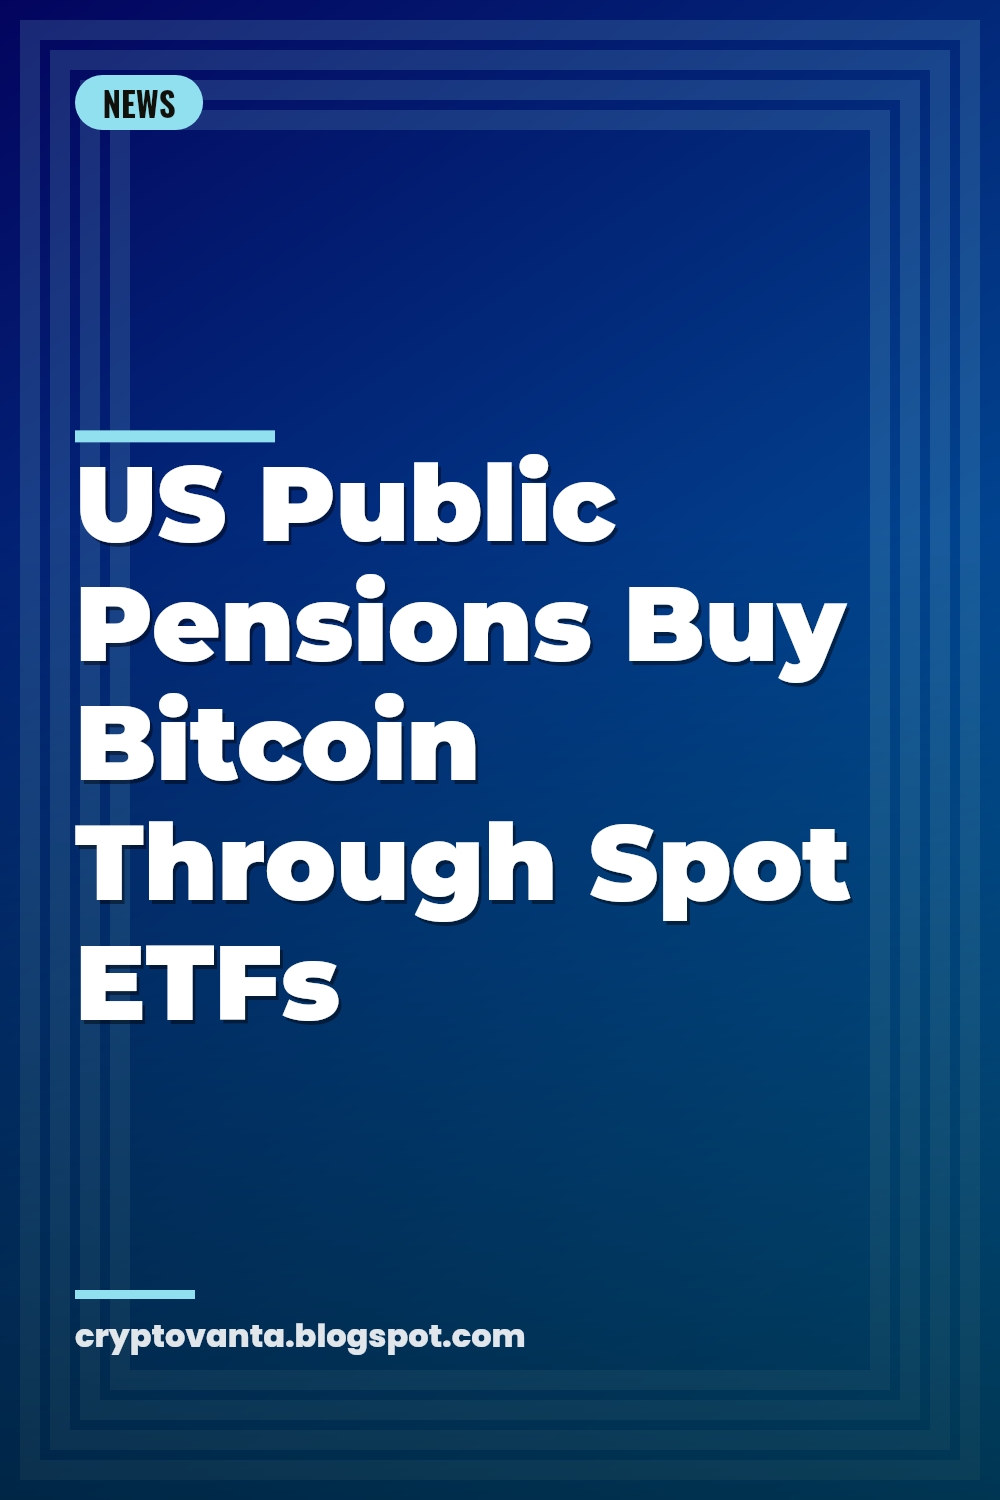 NEWS
US Public
Pensions Buy
Bitcoin
Through Spot
ETFs
cryptovanta.blogspot.com